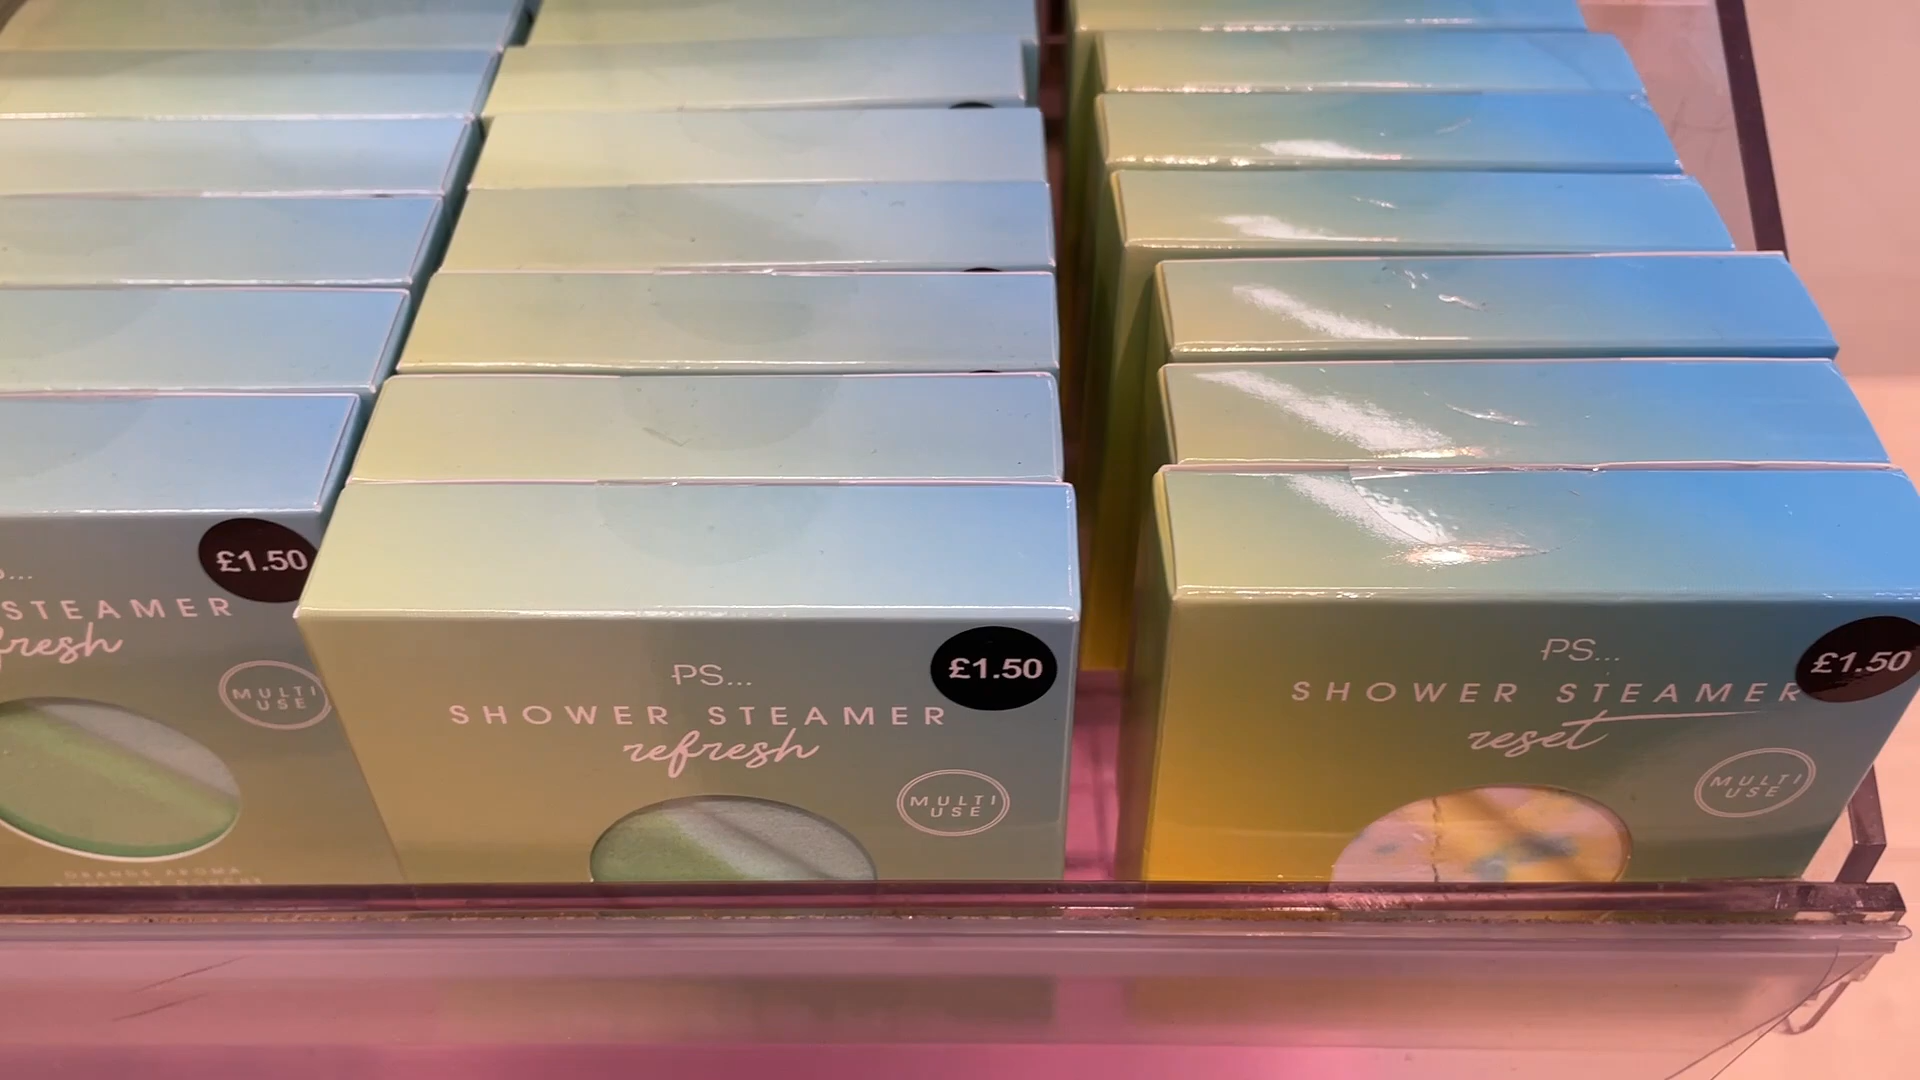 £1.50
STEAMER
MULTI
USE
PS...
£1.50
SHOWER STEAMER
refresh
MULTI
USE
PS...
£1.50
SHOWER STEAMER
reset
MULTI
USE